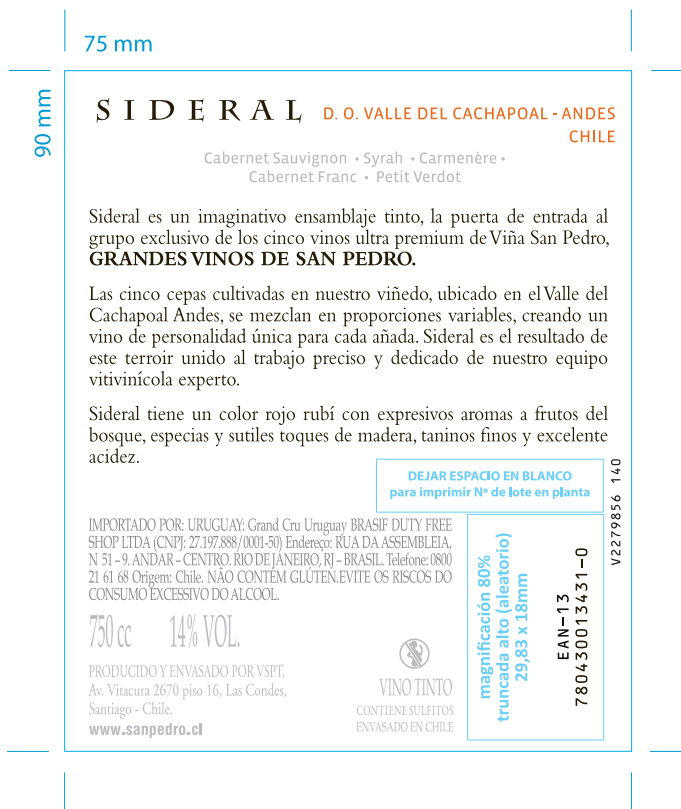 75 mm
90 mm
SIDERAL D. O. VALLE DEL CACHAPOAL - ANDES
CHILE
Cabernet Sauvignon • Syrah • Carmenère •
Cabernet Franc • Petit Verdot
Sideral es un imaginativo ensamblaje tinto, la puerta de entrada al
grupo exclusivo de los cinco vinos ultra premium de Viña San Pedro,
GRANDES VINOS DE SAN PEDRO.
Las cinco cepas cultivadas en nuestro viñedo, ubicado en el Valle del
Cachapoal Andes, se mezclan en proporciones variables, creando un
vino de personalidad única para cada añada. Sideral es el resultado de
este terroir unido al trabajo preciso y dedicado de nuestro equipo
vitivinícola experto.
Sideral tiene un color rojo rubí con expresivos aromas a frutos del
bosque, especias y sutiles toques de madera, taninos finos y excelente
acidez.
DEJAR ESPACIO EN BLANCO
para imprimir Nº de lote en planta
V2279856 140
IMPORTADO POR: URUGUAY: Grand Cru Uruguay BRASIF DUTY FREE
SHOP LTDA (CNPJ: 27.197.888/0001-50) Endereço: RUA DA ASSEMBLEIA,
N 51 – 9. ANDAR – CENTRO. RIO DE JANEIRO, RJ – BRASIL. Telefone: 0800
21 61 68 Origem: Chile. NÃO CONTÉM GLÚTEN.EVITE OS RISCOS DO
CONSUMO EXCESSIVO DO ALCOOL.
750 cc 14% VOL.
PRODUCIDO Y ENVASADO POR VSPT,
Av. Vitacura 2670 piso 16, Las Condes,
Santiago - Chile.
www.sanpedro.cl
VINO TINTO
CONTIENE SULFITOS
ENVASADO EN CHILE
magnificación 80%
truncada alto (aleatorio)
29,83 x 18mm
EAN-13
780430013431-0